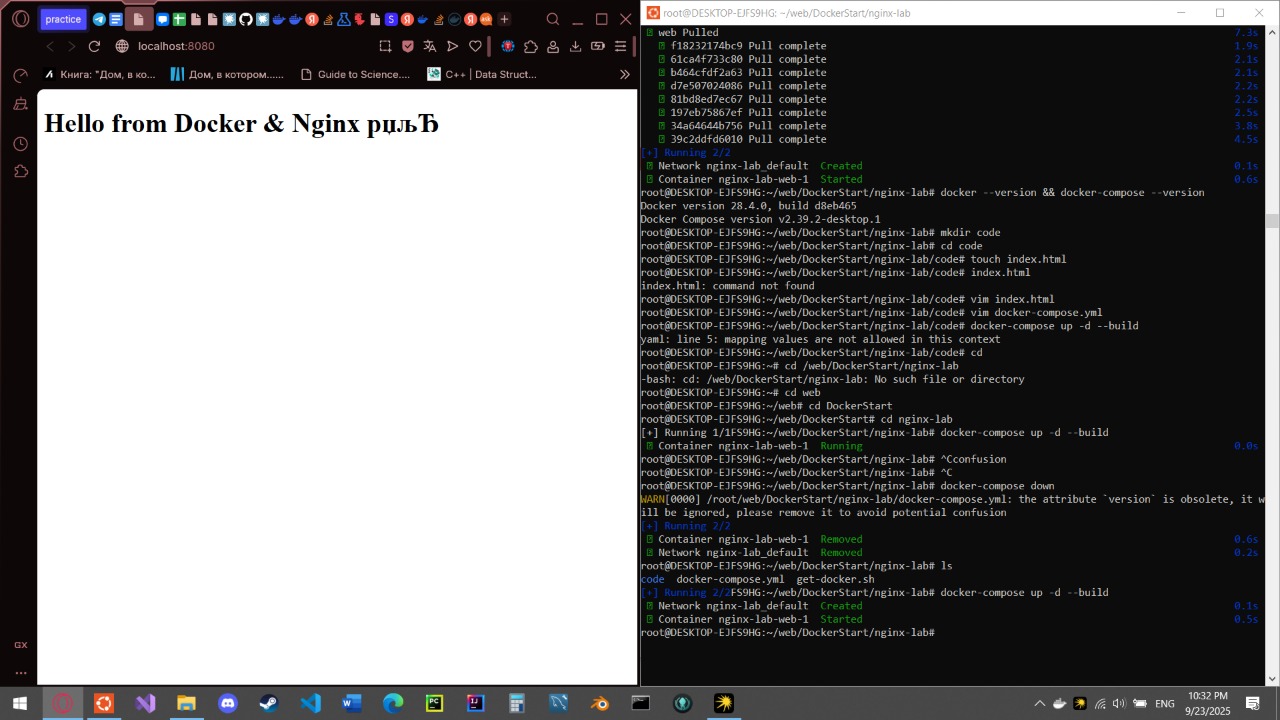 practice
localhost:8080
Книга: "Дом, в ко...
Дом, в котором......
Guide to Science....
C++ | Data Struct...
Hello from Docker & Nginx рџљЂ
GX
root@DESKTOP-EJFS9HG: ~/web/DockerStart/nginx-lab
web Pulled 7.3s
f18232174bc9 Pull complete 1.9s
61ca4f733c80 Pull complete 2.1s
b464cfdf2a63 Pull complete 2.1s
d7e507024086 Pull complete 2.2s
81bd8ed7ec67 Pull complete 2.2s
197eb75867ef Pull complete 2.5s
34a64644b756 Pull complete 3.8s
39c2ddfd6010 Pull complete 4.5s
[+] Running 2/2
Network nginx-lab_default Created 0.1s
Container nginx-lab-web-1 Started 0.6s
root@DESKTOP-EJFS9HG:~/web/DockerStart/nginx-lab# docker --version && docker-compose --version
Docker version 28.4.0, build d8eb465
Docker Compose version v2.39.2-desktop.1
root@DESKTOP-EJFS9HG:~/web/DockerStart/nginx-lab# mkdir code
root@DESKTOP-EJFS9HG:~/web/DockerStart/nginx-lab# cd code
root@DESKTOP-EJFS9HG:~/web/DockerStart/nginx-lab/code# touch index.html
root@DESKTOP-EJFS9HG:~/web/DockerStart/nginx-lab/code# index.html
index.html: command not found
root@DESKTOP-EJFS9HG:~/web/DockerStart/nginx-lab/code# vim index.html
root@DESKTOP-EJFS9HG:~/web/DockerStart/nginx-lab/code# vim docker-compose.yml
root@DESKTOP-EJFS9HG:~/web/DockerStart/nginx-lab/code# docker-compose up -d --build
yaml: line 5: mapping values are not allowed in this context
root@DESKTOP-EJFS9HG:~/web/DockerStart/nginx-lab/code# cd
root@DESKTOP-EJFS9HG:~# cd /web/DockerStart/nginx-lab
-bash: cd: /web/DockerStart/nginx-lab: No such file or directory
root@DESKTOP-EJFS9HG:~# cd web
root@DESKTOP-EJFS9HG:~/web# cd DockerStart
root@DESKTOP-EJFS9HG:~/web/DockerStart# cd nginx-lab
[+] Running 1/1FS9HG:~/web/DockerStart/nginx-lab# docker-compose up -d --build
Container nginx-lab-web-1 Running 0.0s
root@DESKTOP-EJFS9HG:~/web/DockerStart/nginx-lab# ^Cconfusion
root@DESKTOP-EJFS9HG:~/web/DockerStart/nginx-lab# ^C
root@DESKTOP-EJFS9HG:~/web/DockerStart/nginx-lab# docker-compose down
WARN[0000] /root/web/DockerStart/nginx-lab/docker-compose.yml: the attribute `version` is obsolete, it w
ill be ignored, please remove it to avoid potential confusion
[+] Running 2/2
Container nginx-lab-web-1 Removed 0.6s
Network nginx-lab_default Removed 0.2s
root@DESKTOP-EJFS9HG:~/web/DockerStart/nginx-lab# ls
code docker-compose.yml get-docker.sh
[+] Running 2/2FS9HG:~/web/DockerStart/nginx-lab# docker-compose up -d --build
Network nginx-lab_default Created 0.1s
Container nginx-lab-web-1 Started 0.5s
root@DESKTOP-EJFS9HG:~/web/DockerStart/nginx-lab#
ENG
10:32 PM
9/23/2025